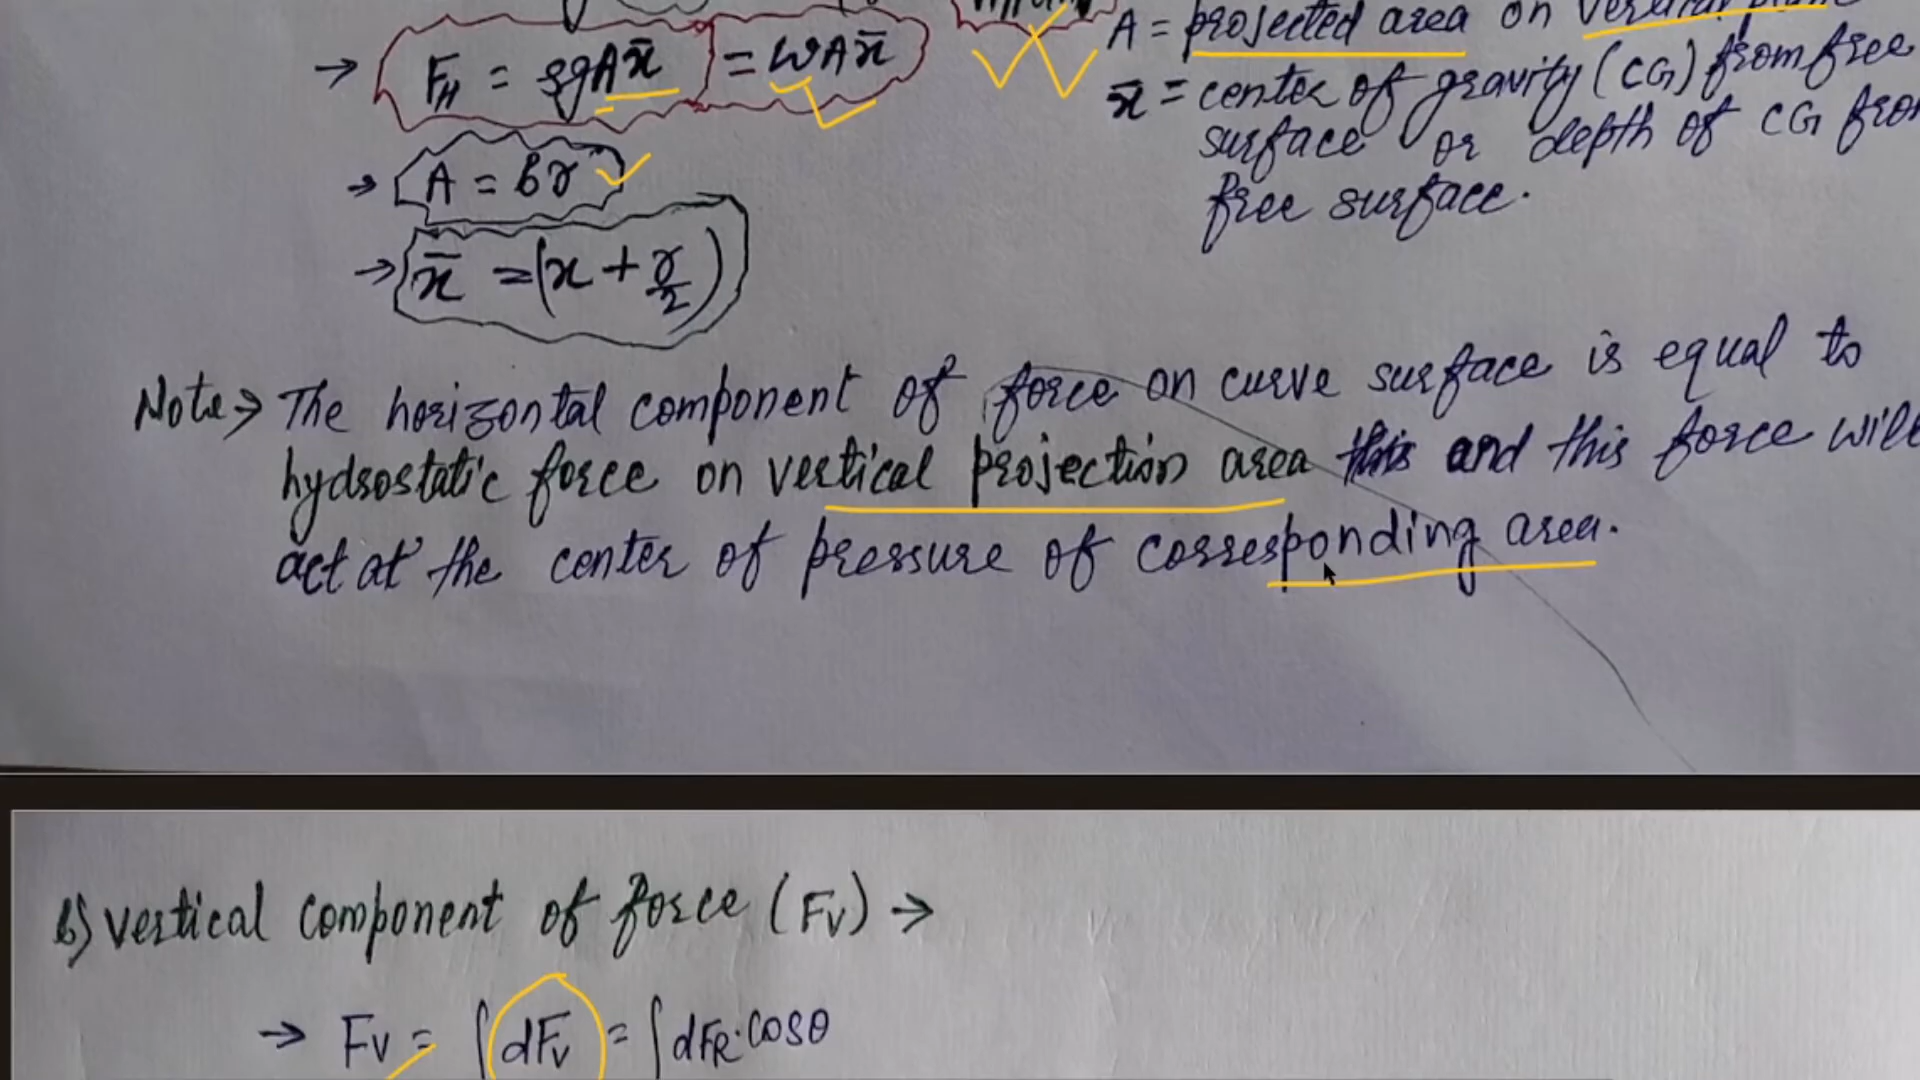 A = projected area on vertical plane
→ F_H = ρgAx̄ = wAx̄
x̄ = center of gravity (CG) from free
surface or depth of CG from
free surface.
→ A = br
→ x̄ = (x + r/2)
Note → The horizontal component of force on curve surface is equal to
hydrostatic force on vertical projection area this and this force will
act at the center of pressure of corresponding area.
b) vertical component of force (Fv) →
→ Fv = ∫dFv = ∫dFR.cosθ